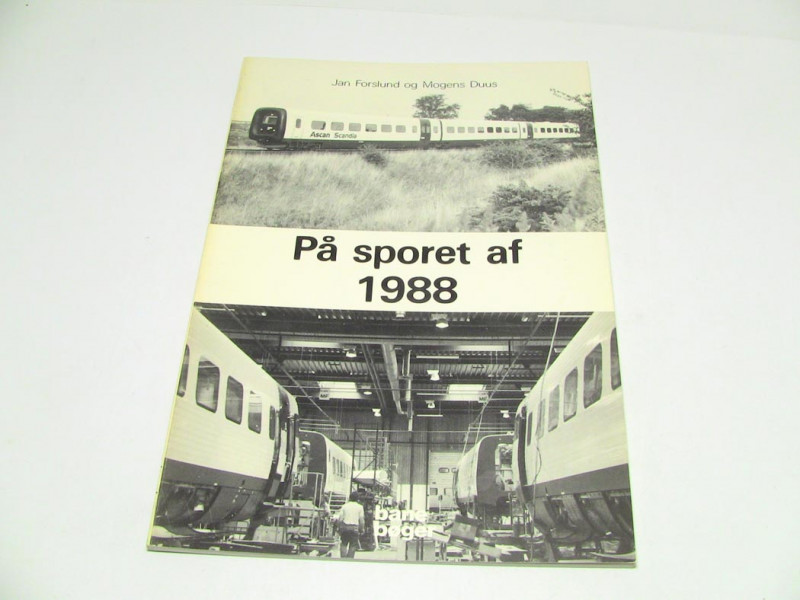 Jan Forslund og Mogens Duus
Ascan Scandia
På sporet af
1988
bane
bøger